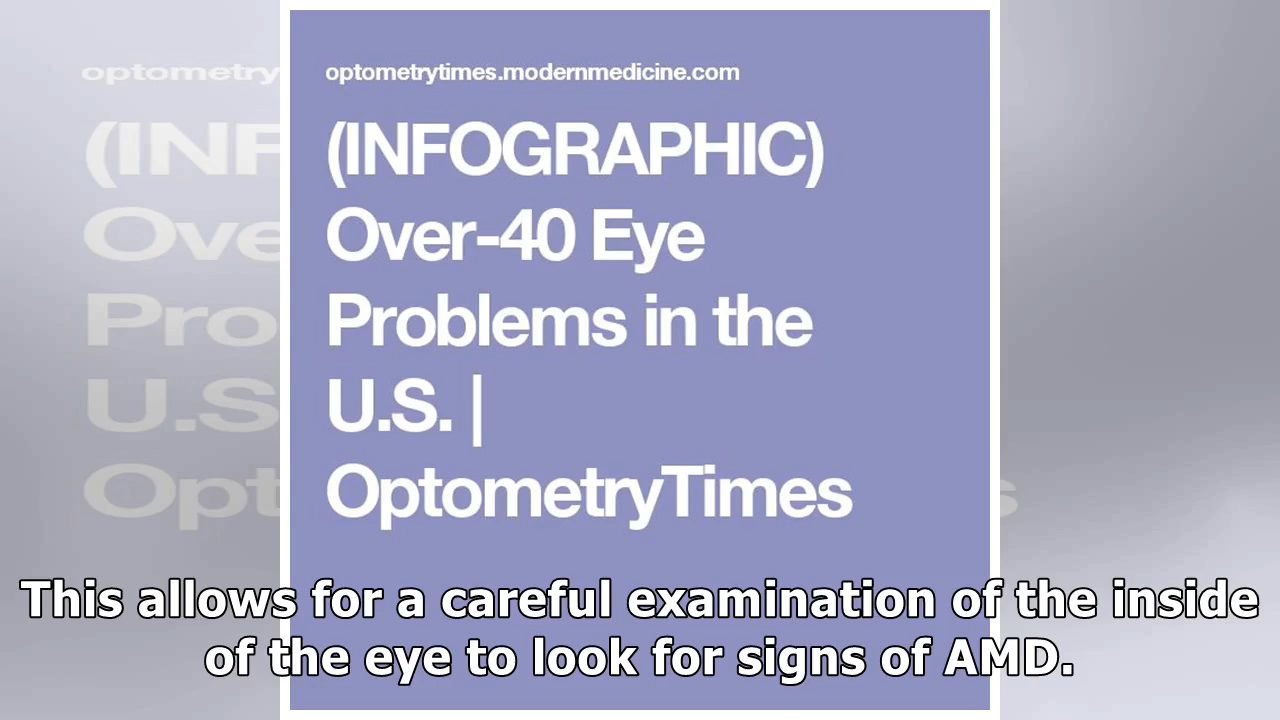 optometrytimes.modernmedicine.com
(INFOGRAPHIC)
Over-40 Eye
Problems in the
U.S. |
OptometryTimes
This allows for a careful examination of the inside
of the eye to look for signs of AMD.